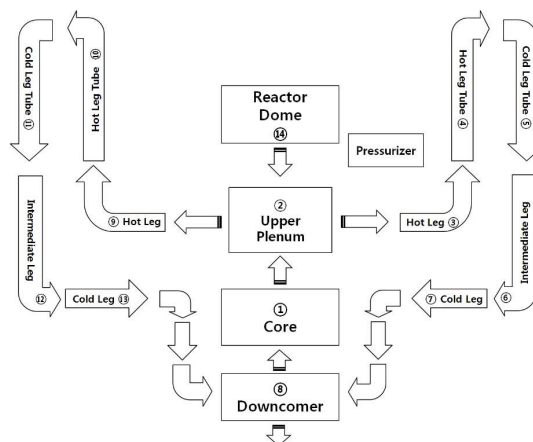 Cold Leg Tube ⑪
Hot Leg Tube ⑩
Reactor
Dome
⑭
Pressurizer
Hot Leg Tube ④
Cold Leg Tube ⑤
Intermediate Leg
⑫
⑨ Hot Leg
②
Upper
Plenum
Hot Leg ③
Intermediate Leg
⑥
Cold Leg ⑬
①
Core
⑦ Cold Leg
⑧
Downcomer